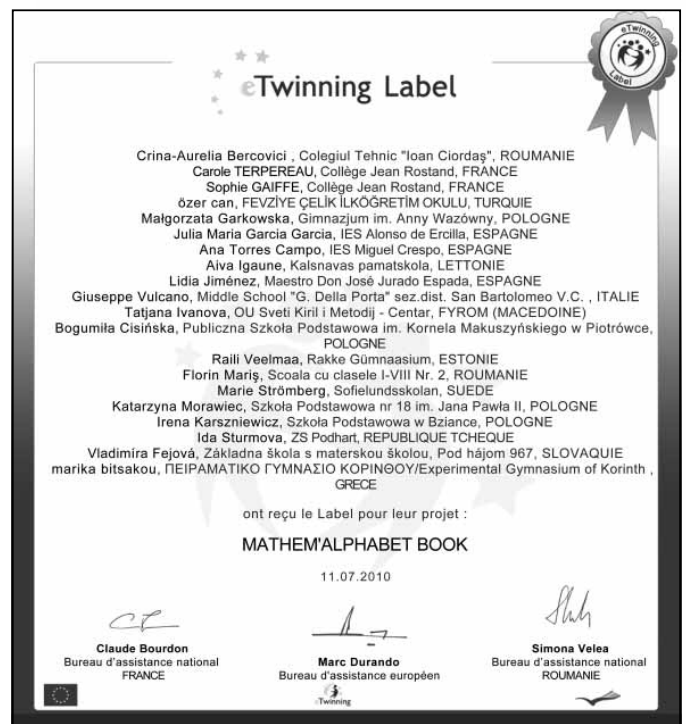 eTwinning
Label
eTwinning Label
Crina-Aurelia Bercovici , Colegiul Tehnic "Ioan Ciordaş", ROUMANIE
Carole TERPEREAU, Collège Jean Rostand, FRANCE
Sophie GAIFFE, Collège Jean Rostand, FRANCE
özer can, FEVZİYE ÇELİK İLKÖĞRETİM OKULU, TURQUIE
Małgorzata Garkowska, Gimnazjum im. Anny Wazówny, POLOGNE
Julia Maria Garcia Garcia, IES Alonso de Ercilla, ESPAGNE
Ana Torres Campo, IES Miguel Crespo, ESPAGNE
Aiva Igaune, Kalsnavas pamatskola, LETTONIE
Lidia Jiménez, Maestro Don José Jurado Espada, ESPAGNE
Giuseppe Vulcano, Middle School "G. Della Porta" sez.dist. San Bartolomeo V.C. , ITALIE
Tatjana Ivanova, OU Sveti Kiril i Metodij - Centar, FYROM (MACEDOINE)
Bogumiła Cisińska, Publiczna Szkoła Podstawowa im. Kornela Makuszyńskiego w Piotrówce,
POLOGNE
Raili Veelmaa, Rakke Gümnaasium, ESTONIE
Florin Mariş, Scoala cu clasele I-VIII Nr. 2, ROUMANIE
Marie Strömberg, Sofielundsskolan, SUEDE
Katarzyna Morawiec, Szkoła Podstawowa nr 18 im. Jana Pawła II, POLOGNE
Irena Karszniewicz, Szkoła Podstawowa w Bziance, POLOGNE
Ida Sturmova, ZS Podhart, REPUBLIQUE TCHEQUE
Vladimíra Fejová, Základna škola s materskou školou, Pod hájom 967, SLOVAQUIE
marika bitsakou, ΠΕΙΡΑΜΑΤΙΚΟ ΓΥΜΝΑΣΙΟ ΚΟΡΙΝΘΟΥ/Experimental Gymnasium of Korinth ,
GRECE
ont reçu le Label pour leur projet :
MATHEM'ALPHABET BOOK
11.07.2010
Claude Bourdon
Bureau d'assistance national
FRANCE
Marc Durando
Bureau d'assistance européen
eTwinning
Simona Velea
Bureau d'assistance national
ROUMANIE